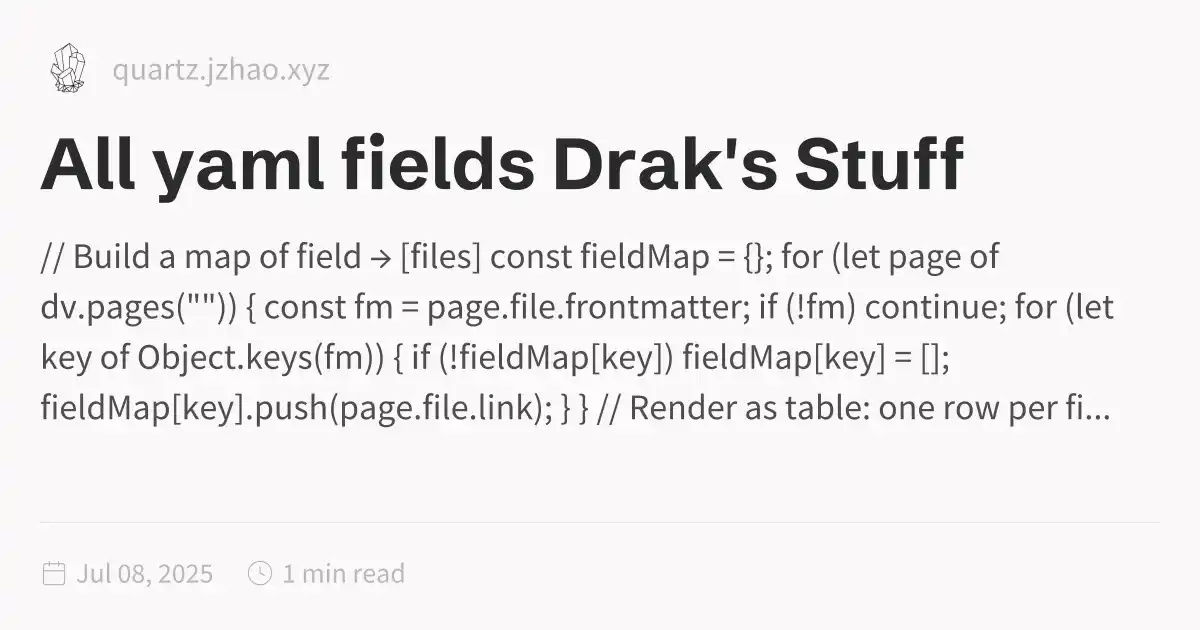 quartz.jzhao.xyz
All yaml fields Drak's Stuff
// Build a map of field → [files] const fieldMap = {}; for (let page of
dv.pages("")) { const fm = page.file.frontmatter; if (!fm) continue; for (let
key of Object.keys(fm)) { if (!fieldMap[key]) fieldMap[key] = [];
fieldMap[key].push(page.file.link); } } // Render as table: one row per fi...
Jul 08, 2025 1 min read